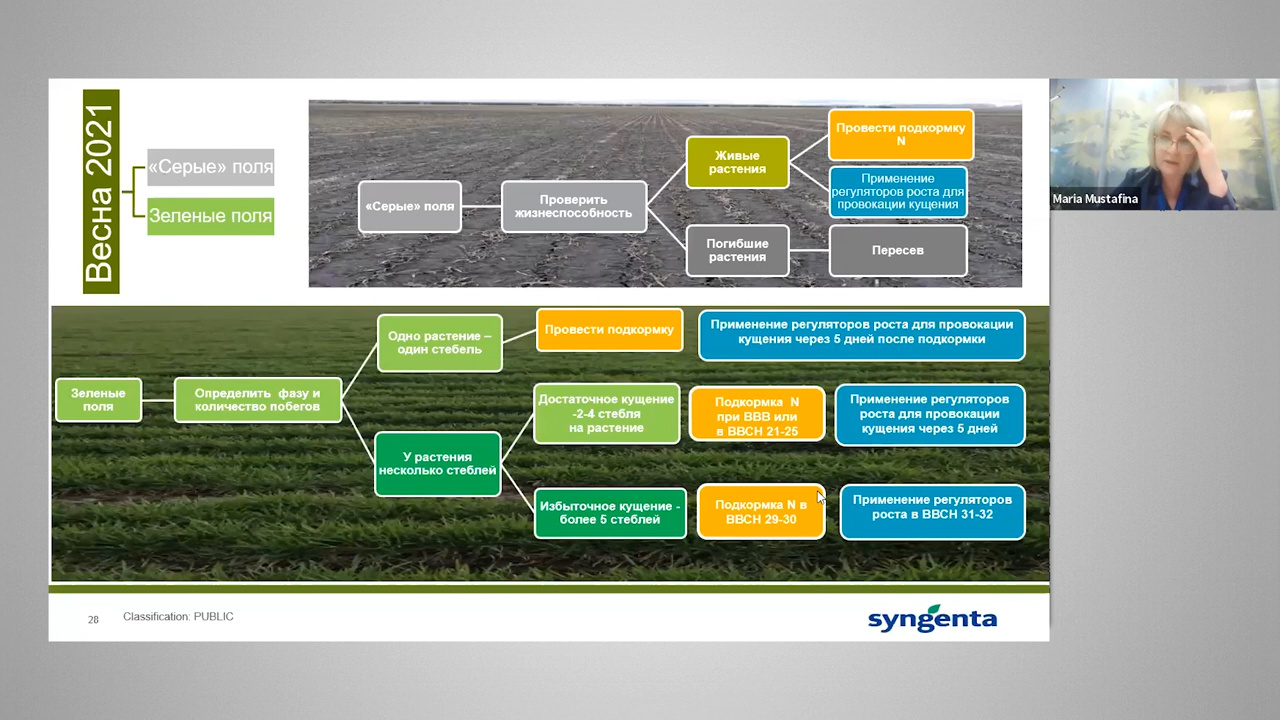 Весна 2021
«Серые» поля
Зеленые поля
«Серые» поля
Проверить
жизнеспособность
Живые
растения
Провести подкормку
N
Применение
регуляторов роста для
провокации кущения
Погибшие
растения
Пересев
Зеленые
поля
Определить фазу и
количество побегов
Одно растение –
один стебель
Провести подкормку
Применение регуляторов роста для провокации
кущения через 5 дней после подкормки
У растения
несколько стеблей
Достаточное кущение
-2-4 стебля
на растение
Подкормка N
при ВВВ или
в ВВСН 21-25
Применение регуляторов
роста для провокации
кущения через 5 дней
Избыточное кущение -
более 5 стеблей
Подкормка N в
ВВСН 29-30
Применение регуляторов
роста в ВВСН 31-32
28
Classification: PUBLIC
syngenta
Maria Mustafina